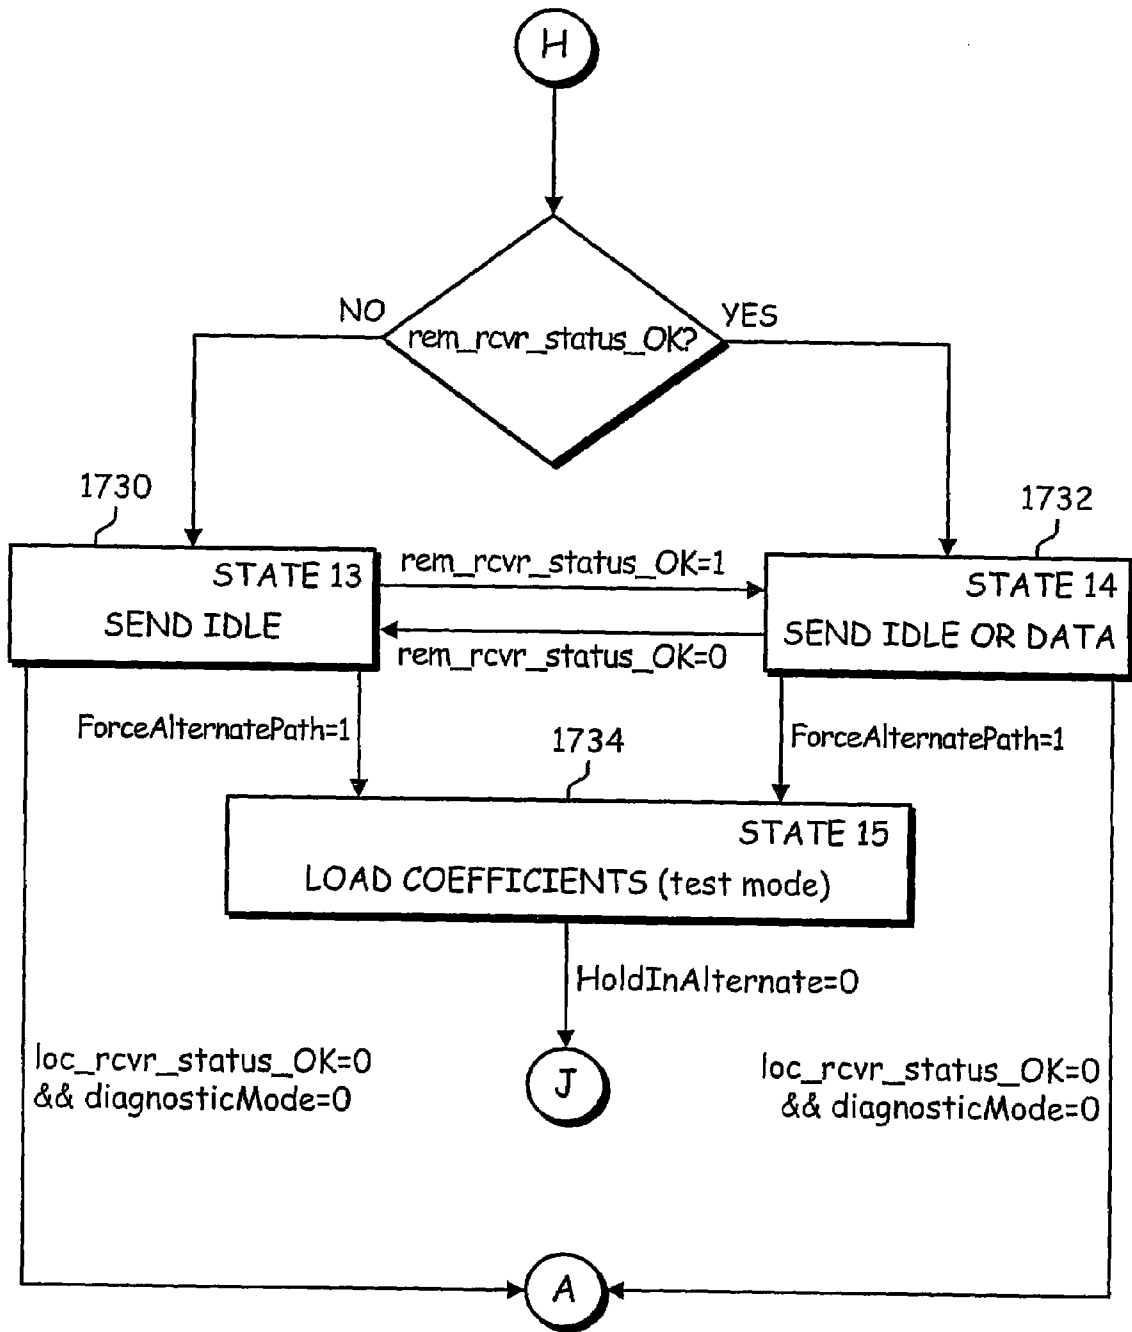 H
NO
YES
rem_rcvr_status_OK?
1730
1732
STATE 13
SEND IDLE
rem_rcvr_status_OK=1
rem_rcvr_status_OK=0
STATE 14
SEND IDLE OR DATA
ForceAlternatePath=1
ForceAlternatePath=1
1734
STATE 15
LOAD COEFFICIENTS (test mode)
HoldInAlternate=0
J
loc_rcvr_status_OK=0
&& diagnosticMode=0
loc_rcvr_status_OK=0
&& diagnosticMode=0
A